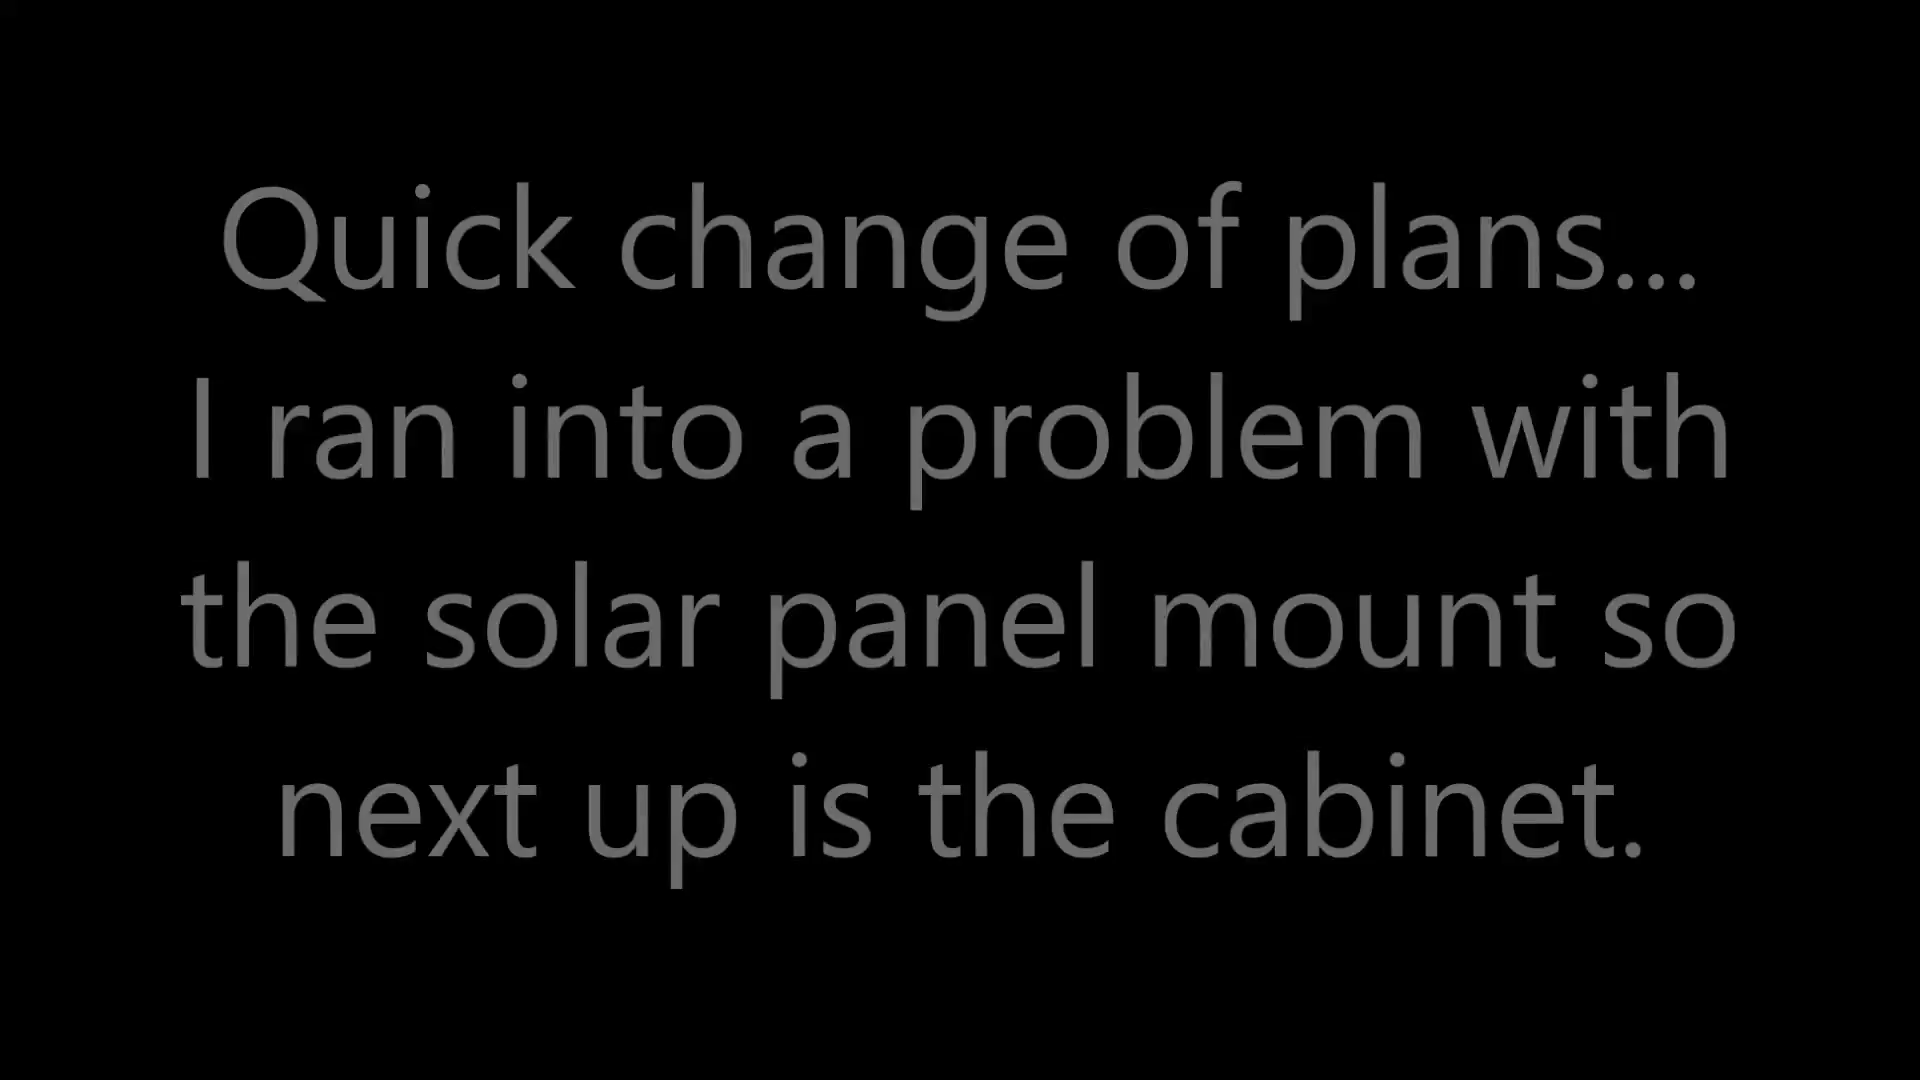 Quick change of plans...
I ran into a problem with
the solar panel mount so
next up is the cabinet.